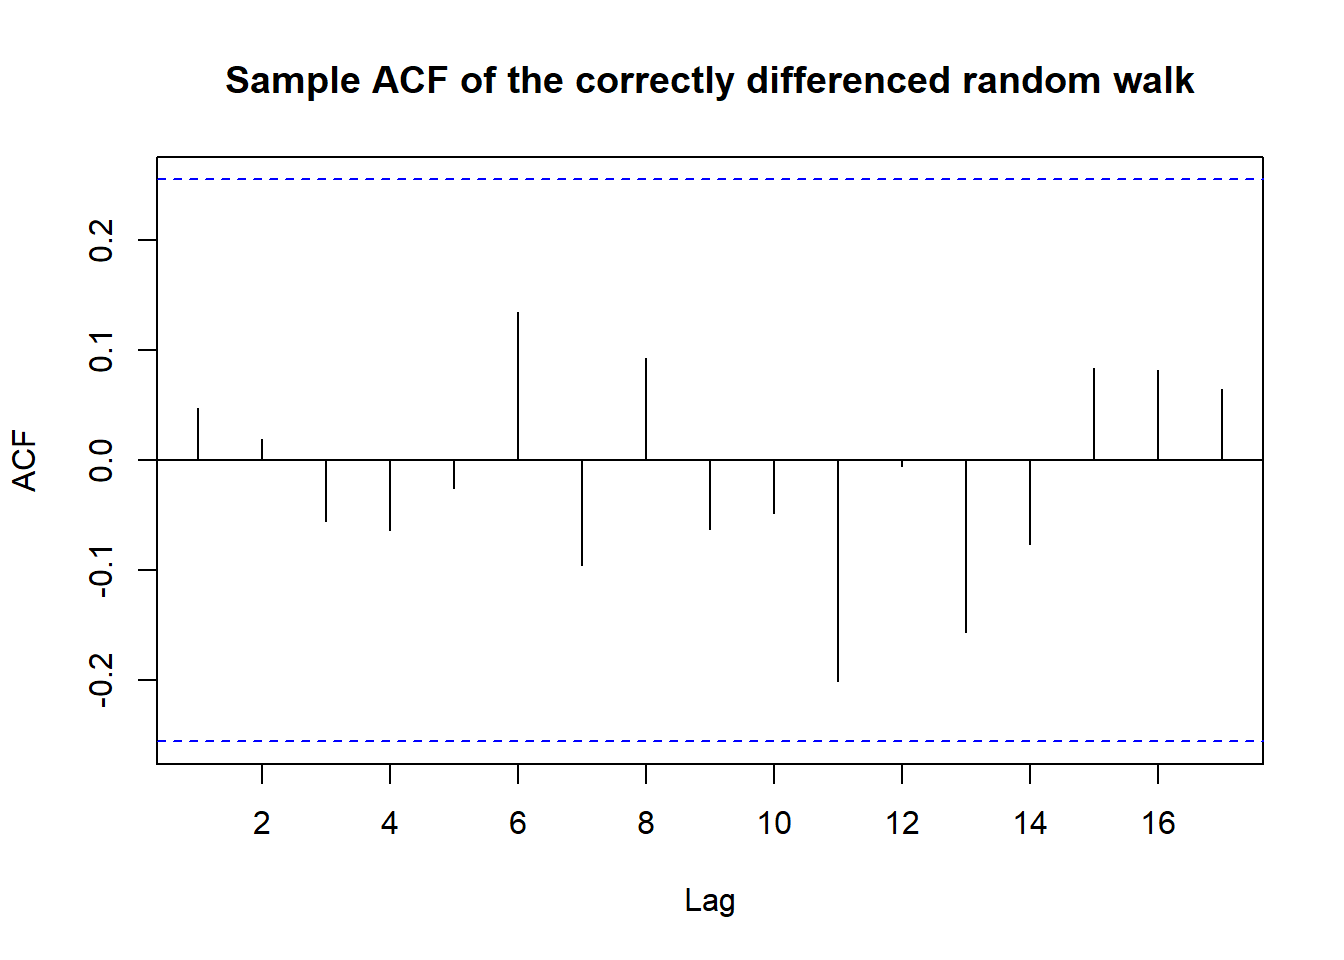 Sample ACF of the correctly differenced random walk
ACF
0.2
0.1
0.0
-0.1
-0.2
2 4 6 8 10 12 14 16
Lag